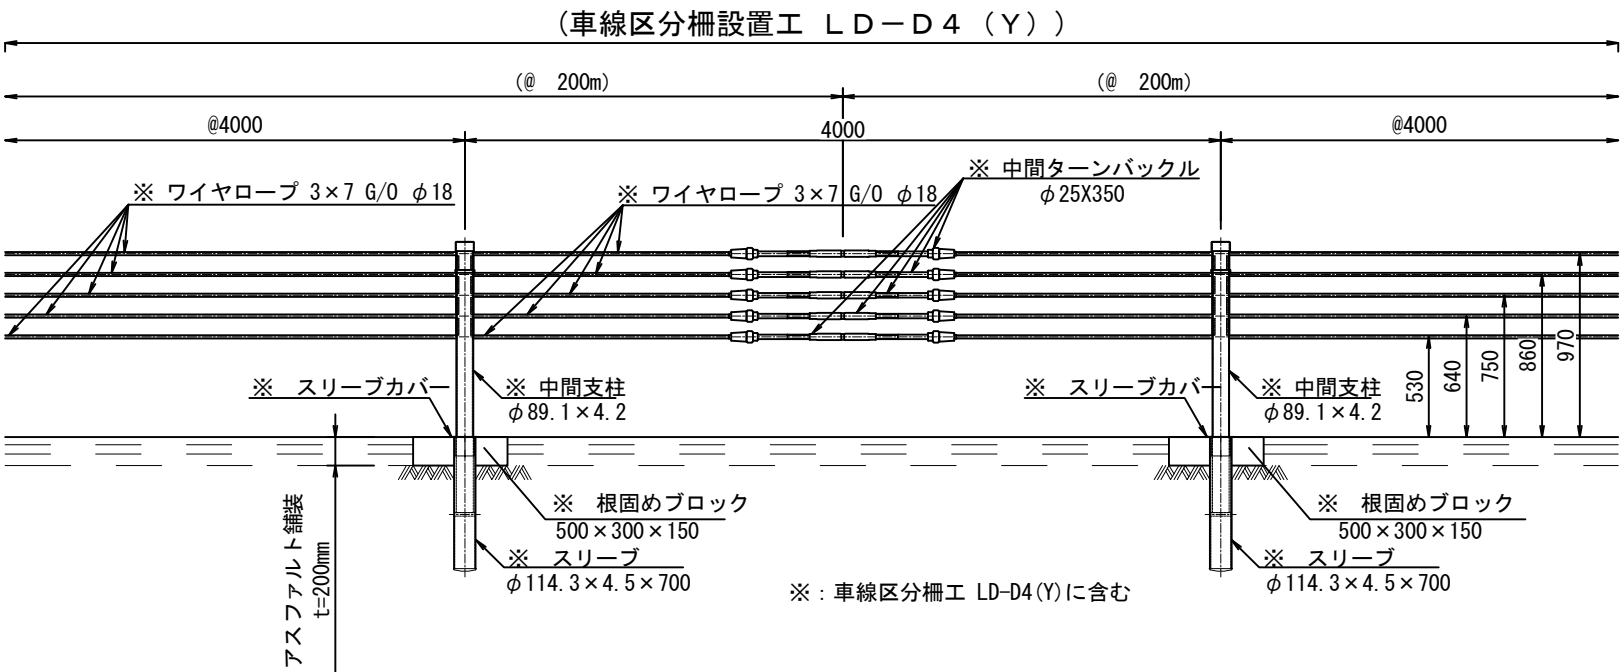 (車線区分柵設置工 ＬＤ－Ｄ４（Ｙ）)
(@ 200m)
(@ 200m)
@4000
4000
@4000
※ ワイヤロープ 3×7 G/O φ18
※ ワイヤロープ 3×7 G/O φ18
※ 中間ターンバックル
φ25X350
530
640
750
860
970
※ スリーブカバー
※ 中間支柱
φ89.1×4.2
※ スリーブカバー
※ 中間支柱
φ89.1×4.2
アスファルト舗装
t=200mm
※ 根固めブロック
500×300×150
※ スリーブ
φ114.3×4.5×700
※ 根固めブロック
500×300×150
※ スリーブ
φ114.3×4.5×700
※：車線区分柵工 LD-D4(Y)に含む